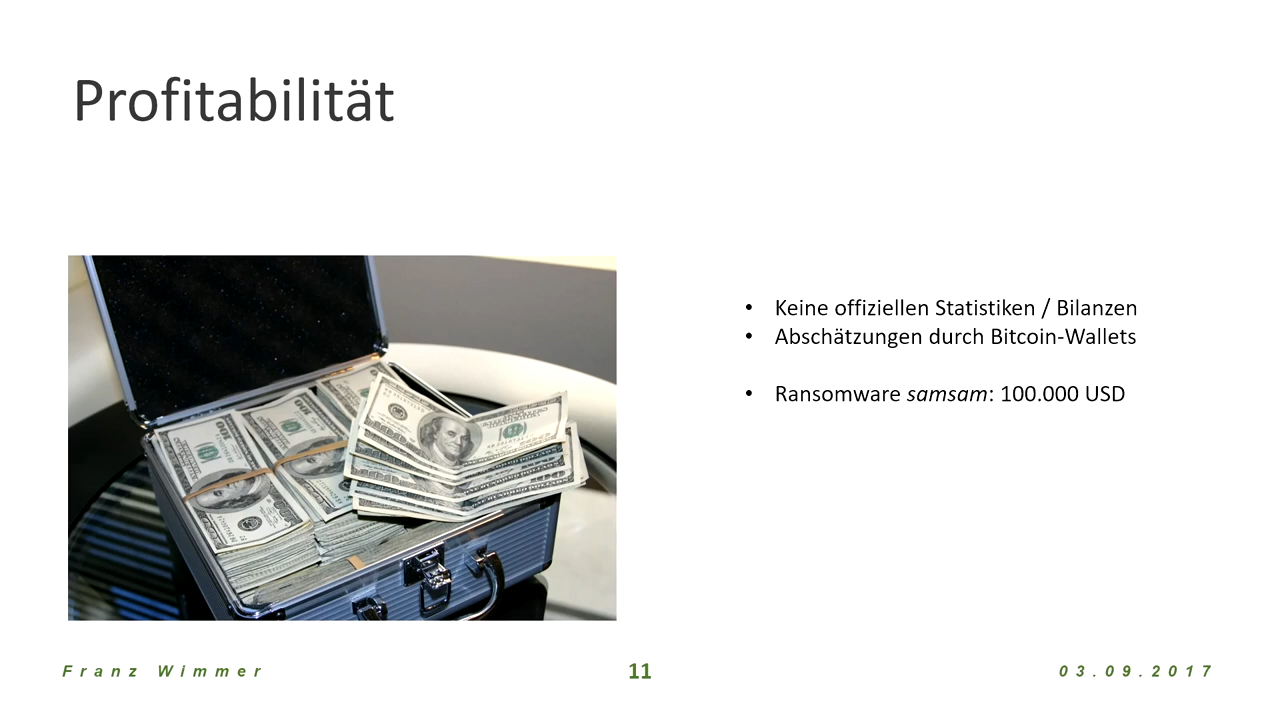 Profitabilität
• Keine offiziellen Statistiken / Bilanzen
• Abschätzungen durch Bitcoin-Wallets
• Ransomware samsam: 100.000 USD
Franz Wimmer
11
03.09.2017